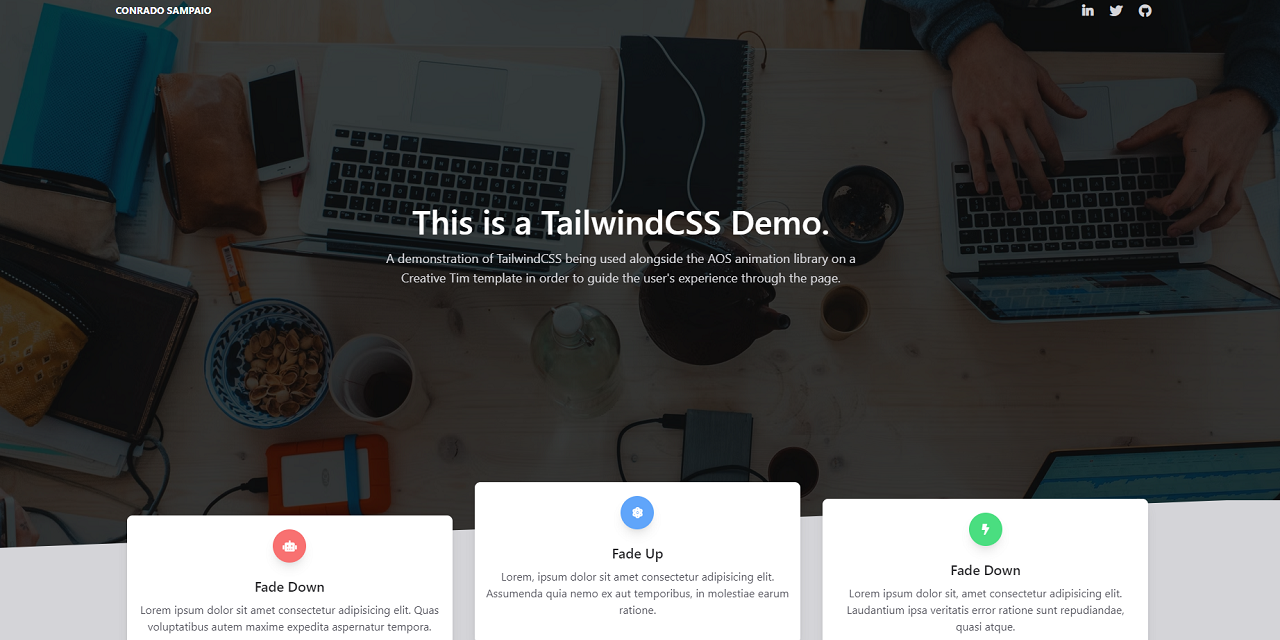 CONRADO SAMPAIO
This is a TailwindCSS Demo.
A demonstration of TailwindCSS being used alongside the AOS animation library on a
Creative Tim template in order to guide the user's experience through the page.
Fade Down
Lorem ipsum dolor sit amet consectetur adipisicing elit. Quas
voluptatibus autem maxime expedita aspernatur tempora.
Fade Up
Lorem, ipsum dolor sit amet consectetur adipisicing elit.
Assumenda quia nemo ex aut temporibus, in molestiae earum
ratione.
Fade Down
Lorem ipsum dolor sit, amet consectetur adipisicing elit.
Laudantium ipsa veritatis error ratione sunt repudiandae,
quasi atque.